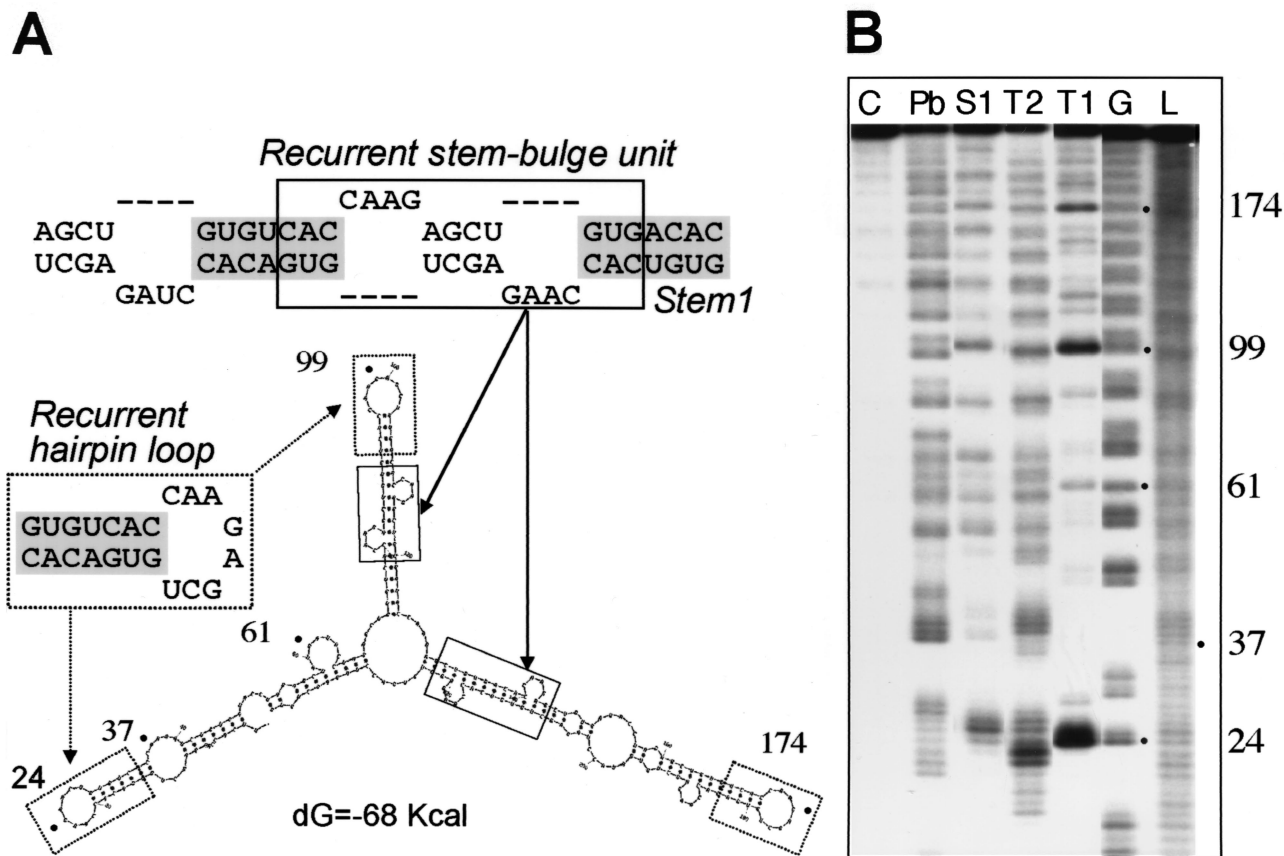 A
Recurrent stem-bulge unit
CAAG
---- ----
AGCU GUGUCAC AGCU GUGACAC
UCGA CACAGUG UCGA CACUGUG
GAUC ---- GAAC Stem1
99
Recurrent
hairpin loop
CAA
GUGUCAC G
CACAGUG A
UCG
61
37
24
174
dG=-68 Kcal
B
C Pb S1 T2 T1 G L
174
99
61
37
24